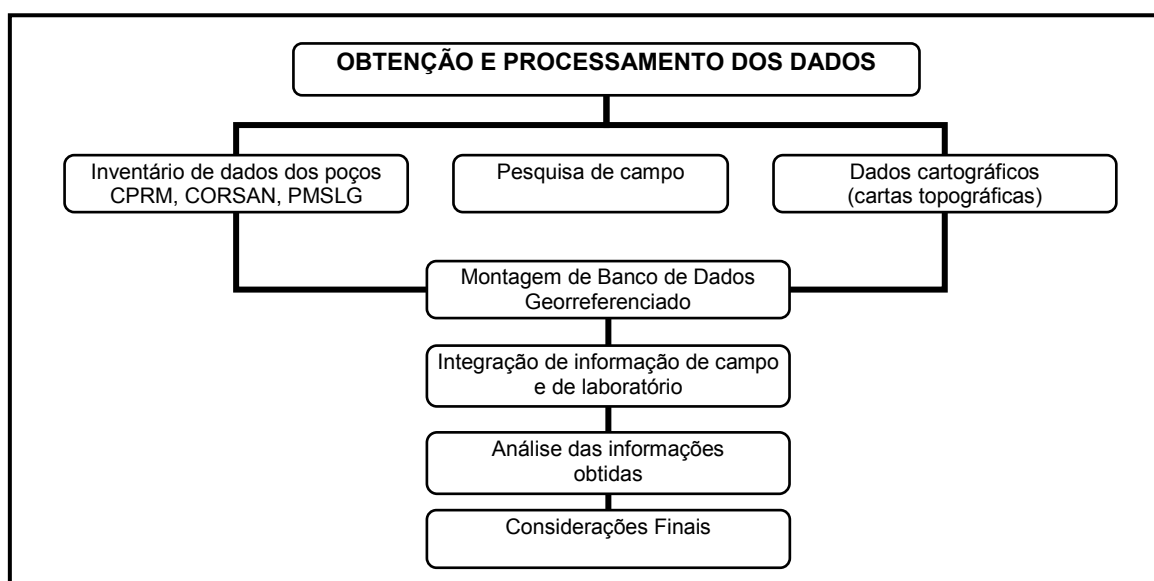 OBTENÇÃO E PROCESSAMENTO DOS DADOS
Inventário de dados dos poços
CPRM, CORSAN, PMSLG
Pesquisa de campo
Dados cartográficos
(cartas topográficas)
Montagem de Banco de Dados
Georreferenciado
Integração de informação de campo
e de laboratório
Análise das informações
obtidas
Considerações Finais